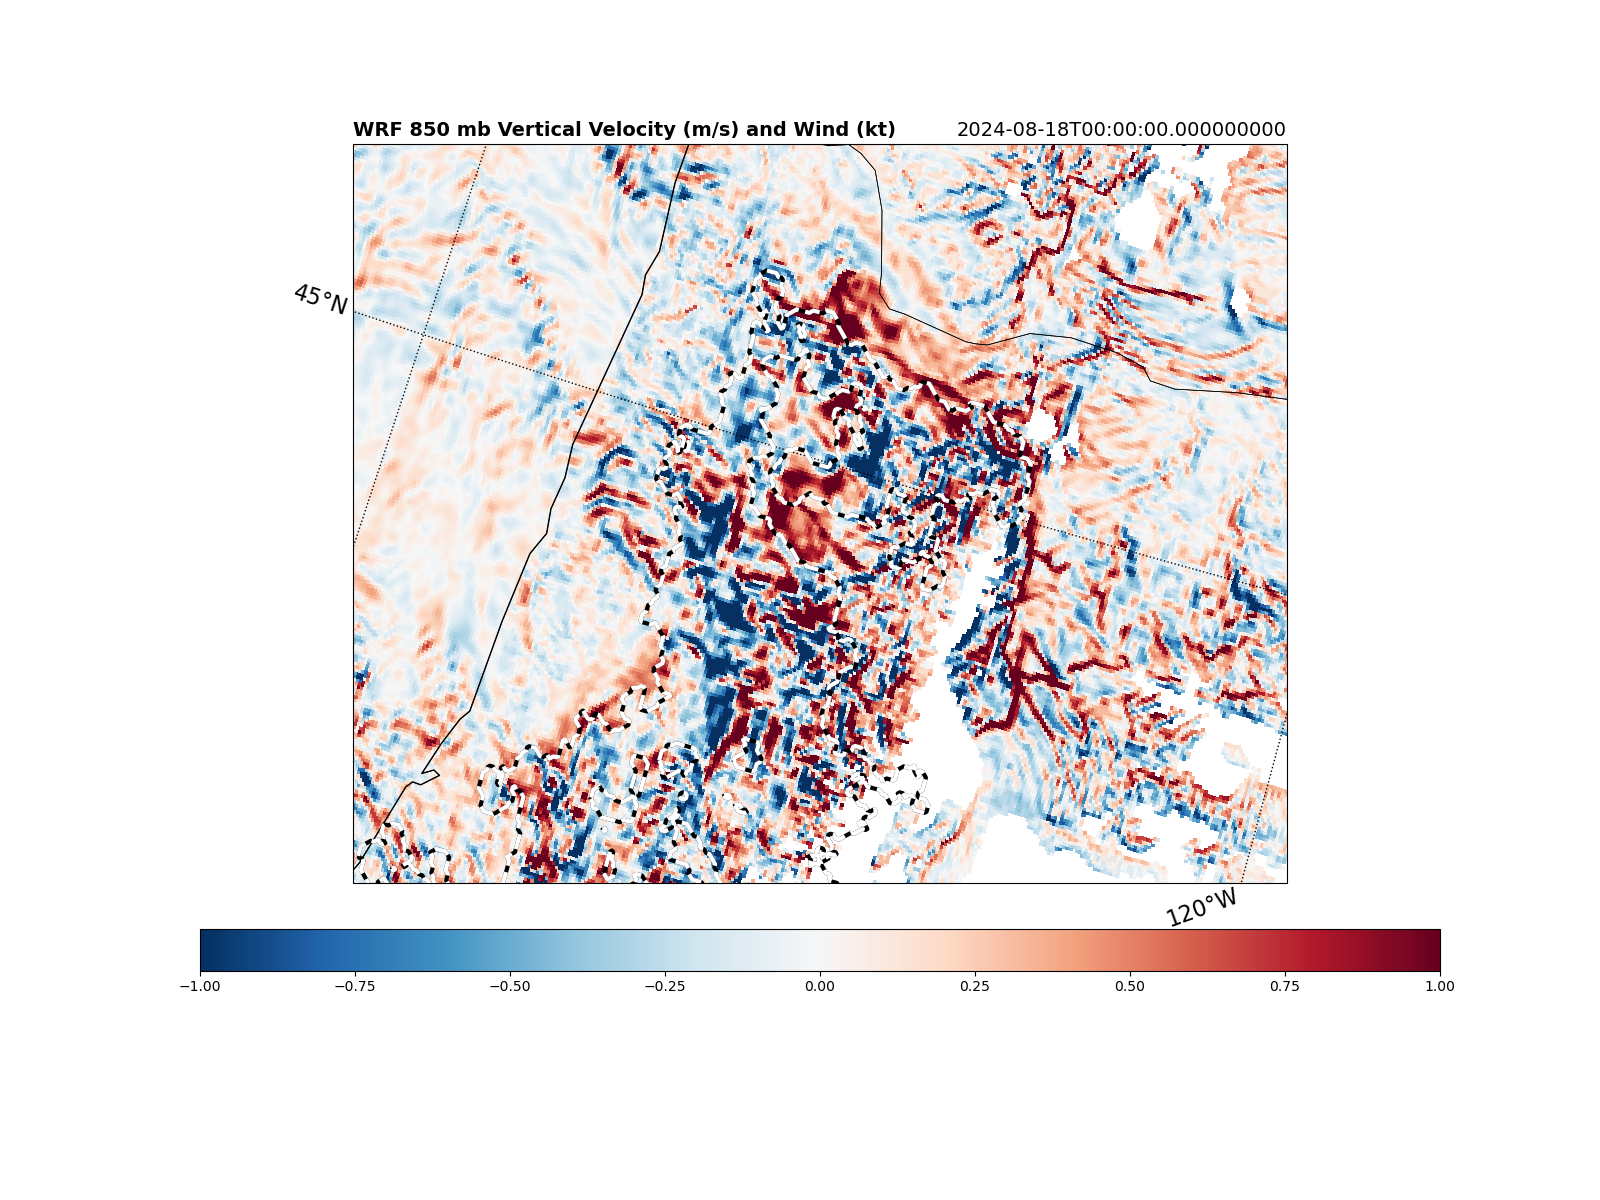 WRF 850 mb Vertical Velocity (m/s) and Wind (kt) 2024-08-18T00:00:00.000000000
45°N
120°W
−1.00 −0.75 −0.50 −0.25 0.00 0.25 0.50 0.75 1.00